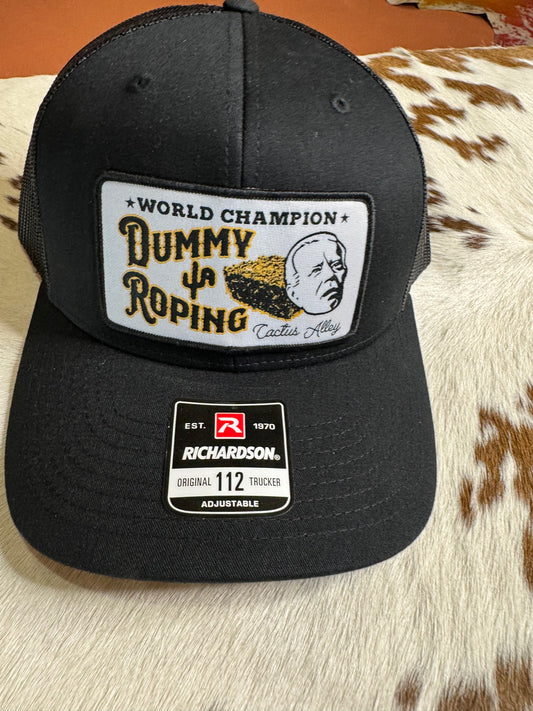 ★WORLD CHAMPION★
DUMMY
ROPING
Cactus Alley
EST. R 1970
RICHARDSON®
ORIGINAL 112 TRUCKER
ADJUSTABLE